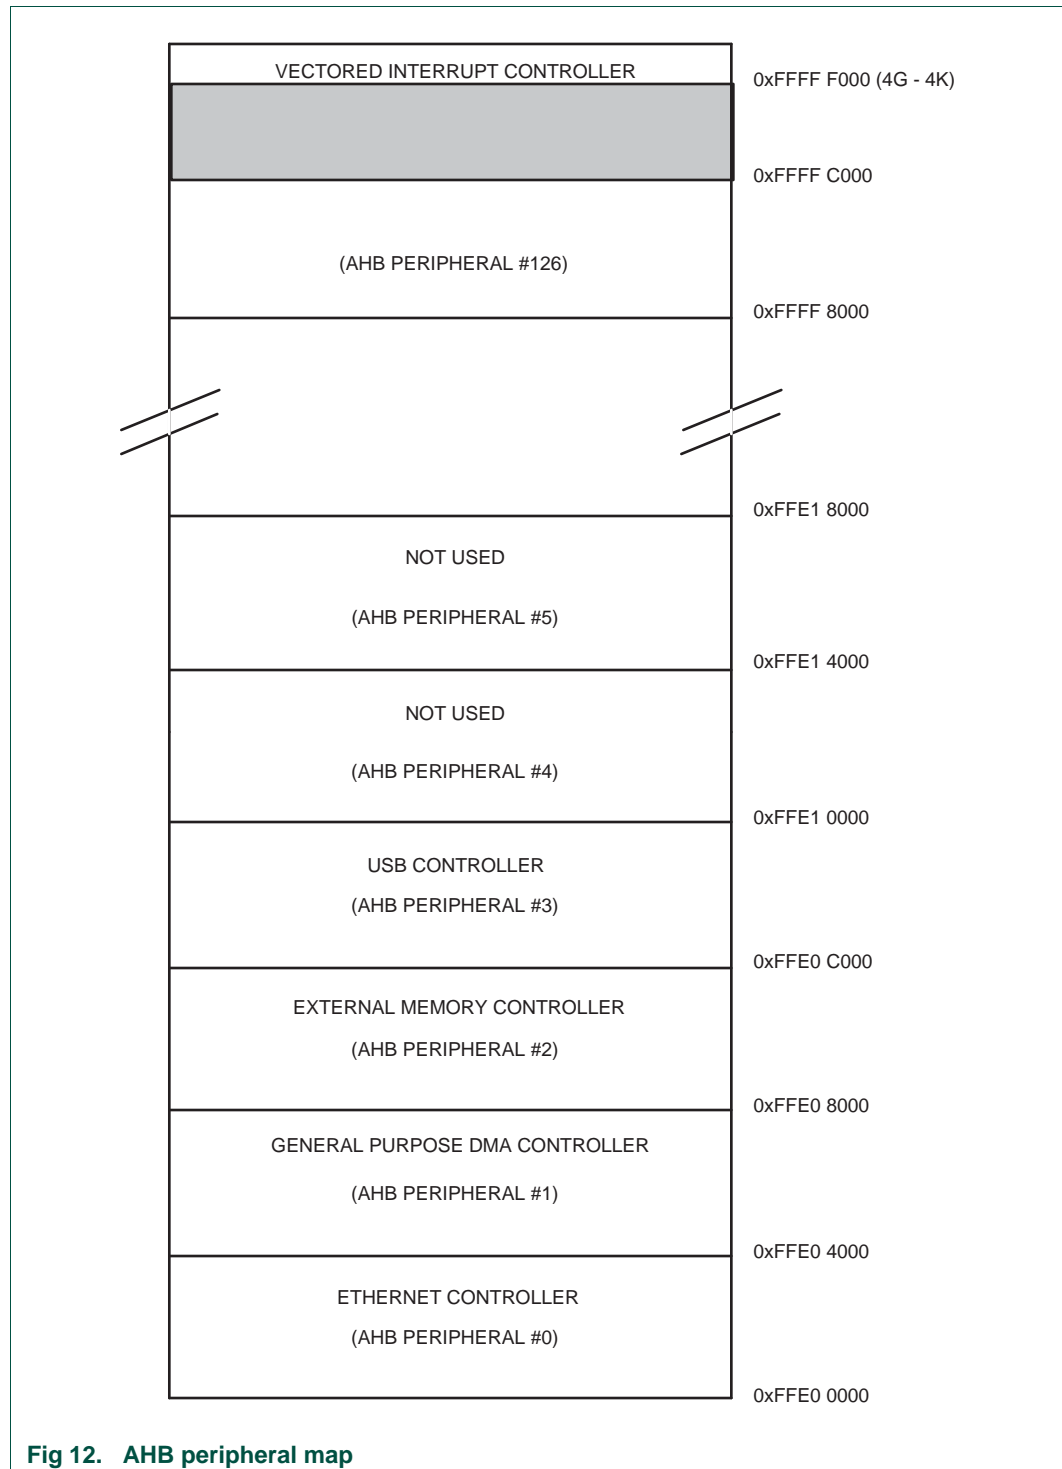 VECTORED INTERRUPT CONTROLLER
0xFFFF F000 (4G - 4K)
0xFFFF C000
(AHB PERIPHERAL #126)
0xFFFF 8000
0xFFE1 8000
NOT USED
(AHB PERIPHERAL #5)
0xFFE1 4000
NOT USED
(AHB PERIPHERAL #4)
0xFFE1 0000
USB CONTROLLER
(AHB PERIPHERAL #3)
0xFFE0 C000
EXTERNAL MEMORY CONTROLLER
(AHB PERIPHERAL #2)
0xFFE0 8000
GENERAL PURPOSE DMA CONTROLLER
(AHB PERIPHERAL #1)
0xFFE0 4000
ETHERNET CONTROLLER
(AHB PERIPHERAL #0)
0xFFE0 0000
Fig 12. AHB peripheral map